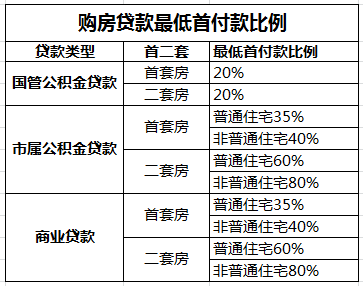 购房贷款最低首付款比例
贷款类型 首二套 最低首付款比例
国管公积金贷款 首套房 20%
二套房 20%
市属公积金贷款 首套房 普通住宅35%
非普通住宅40%
二套房 普通住宅60%
非普通住宅80%
商业贷款 首套房 普通住宅35%
非普通住宅40%
二套房 普通住宅60%
非普通住宅80%